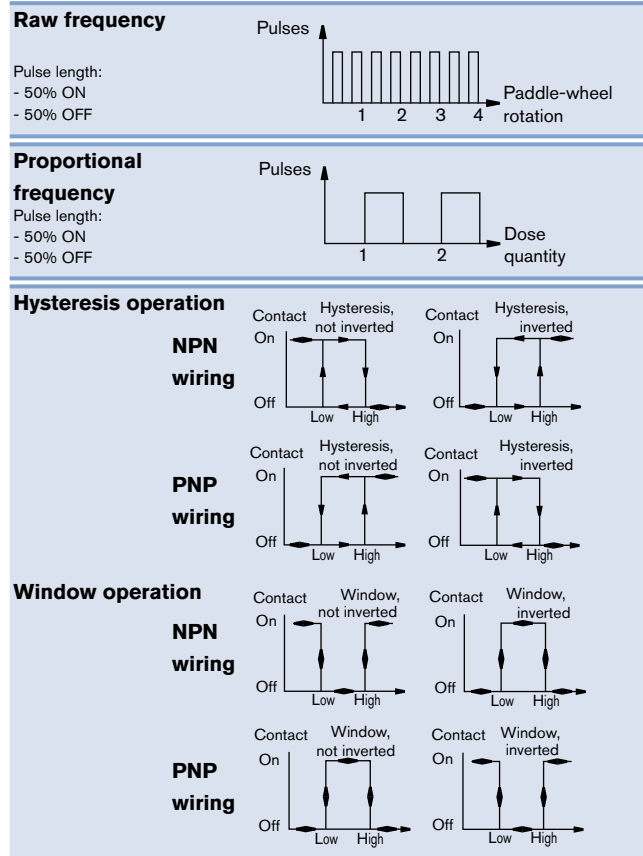 Raw frequency
Pulse length:
- 50% ON
- 50% OFF
Pulses
1 2 3 4
Paddle-wheel
rotation
Proportional
frequency
Pulse length:
- 50% ON
- 50% OFF
Pulses
1 2
Dose
quantity
Hysteresis operation
NPN
wiring
Contact
Hysteresis,
not inverted
On
Off
Low High
Contact
Hysteresis,
inverted
On
Off
Low High
PNP
wiring
Contact
Hysteresis,
not inverted
On
Off
Low High
Contact
Hysteresis,
inverted
On
Off
Low High
Window operation
NPN
wiring
Contact
Window,
not inverted
On
Off
Low High
Contact
Window,
inverted
On
Off
Low High
PNP
wiring
Contact
Window,
not inverted
On
Off
Low High
Contact
Window,
inverted
On
Off
Low High